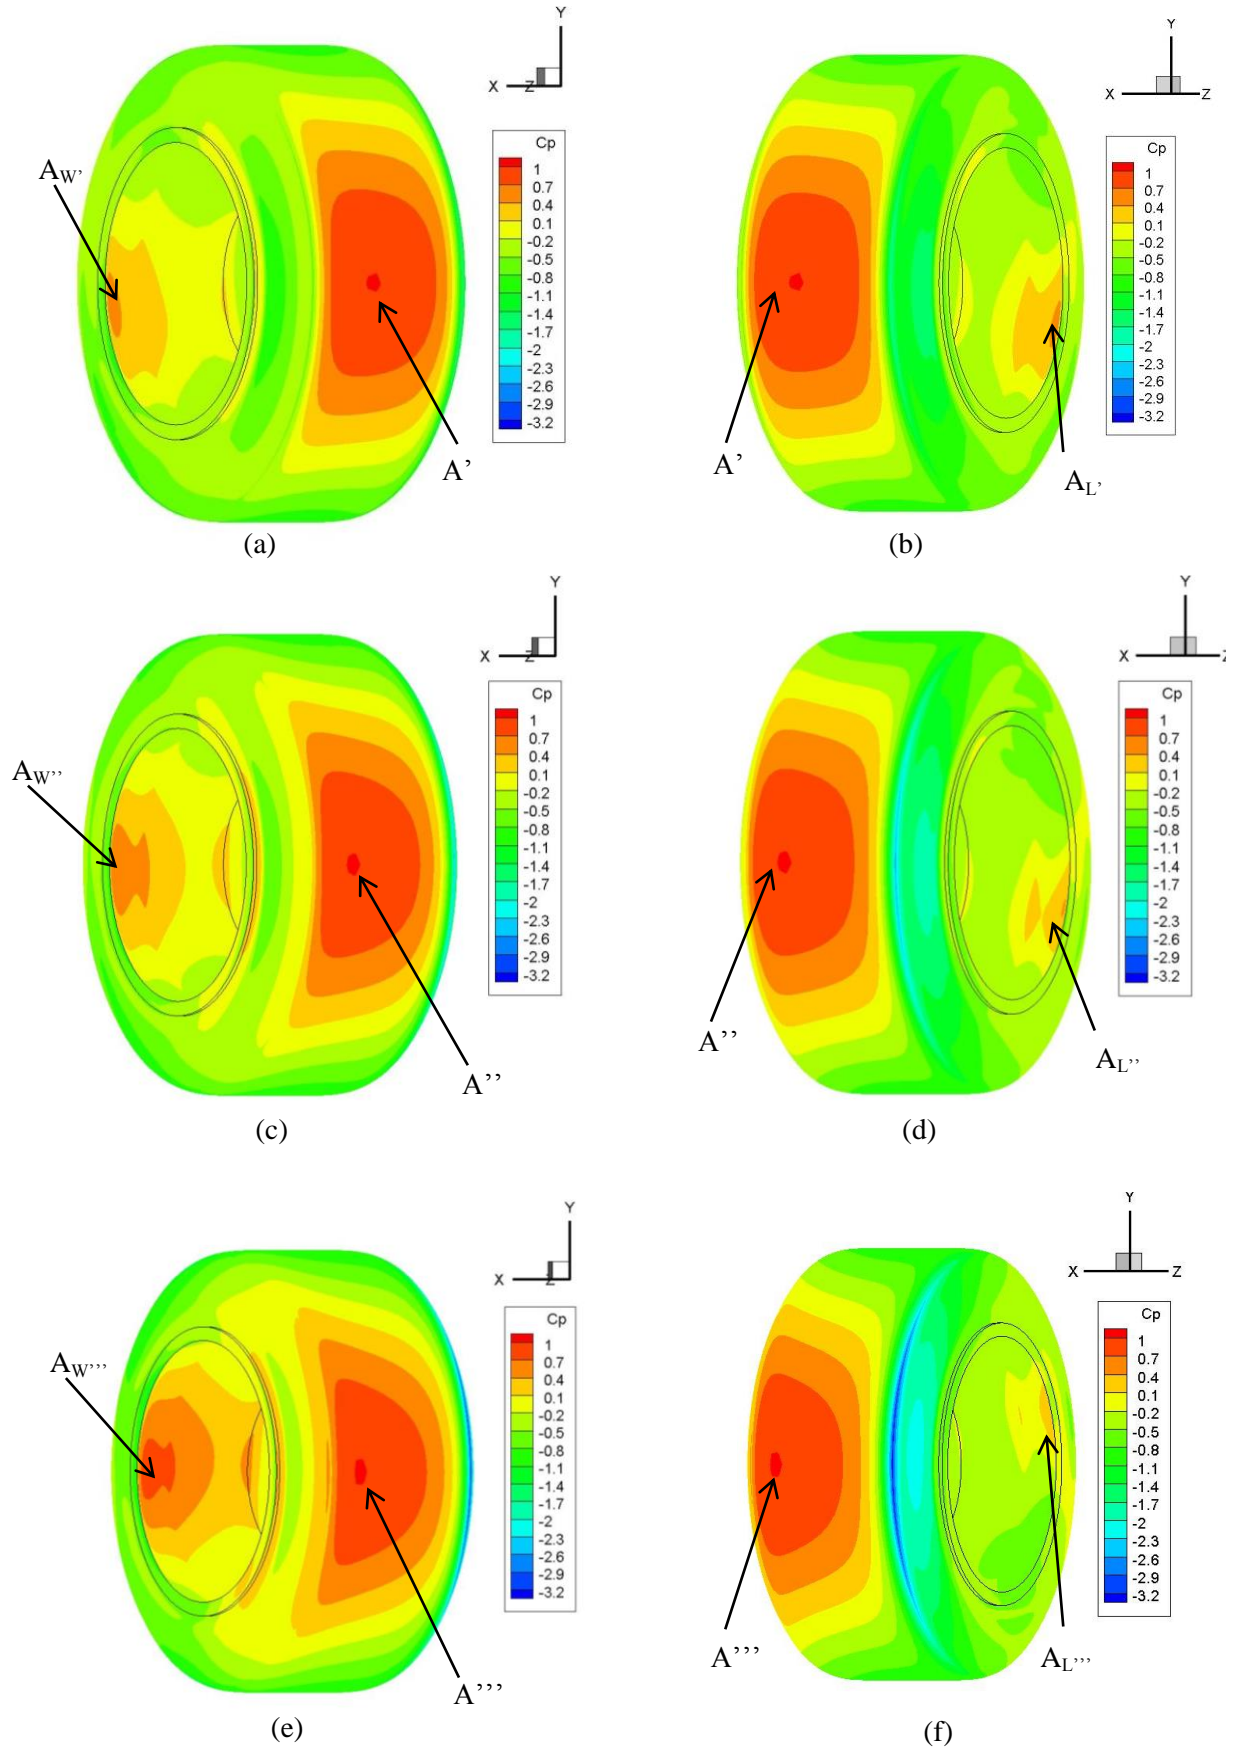 Y
X Z
Cp
1
0.7
0.4
0.1
-0.2
-0.5
-0.8
-1.1
-1.4
-1.7
-2
-2.3
-2.6
-2.9
-3.2
AW'
A'
(a)
Y
X Z
Cp
1
0.7
0.4
0.1
-0.2
-0.5
-0.8
-1.1
-1.4
-1.7
-2
-2.3
-2.6
-2.9
-3.2
A'
AL'
(b)
Y
X Z
Cp
1
0.7
0.4
0.1
-0.2
-0.5
-0.8
-1.1
-1.4
-1.7
-2
-2.3
-2.6
-2.9
-3.2
AW''
A''
(c)
Y
X Z
Cp
1
0.7
0.4
0.1
-0.2
-0.5
-0.8
-1.1
-1.4
-1.7
-2
-2.3
-2.6
-2.9
-3.2
A''
AL''
(d)
Y
X Z
Cp
1
0.7
0.4
0.1
-0.2
-0.5
-0.8
-1.1
-1.4
-1.7
-2
-2.3
-2.6
-2.9
-3.2
AW'''
A'''
(e)
Y
X Z
Cp
1
0.7
0.4
0.1
-0.2
-0.5
-0.8
-1.1
-1.4
-1.7
-2
-2.3
-2.6
-2.9
-3.2
A'''
AL'''
(f)